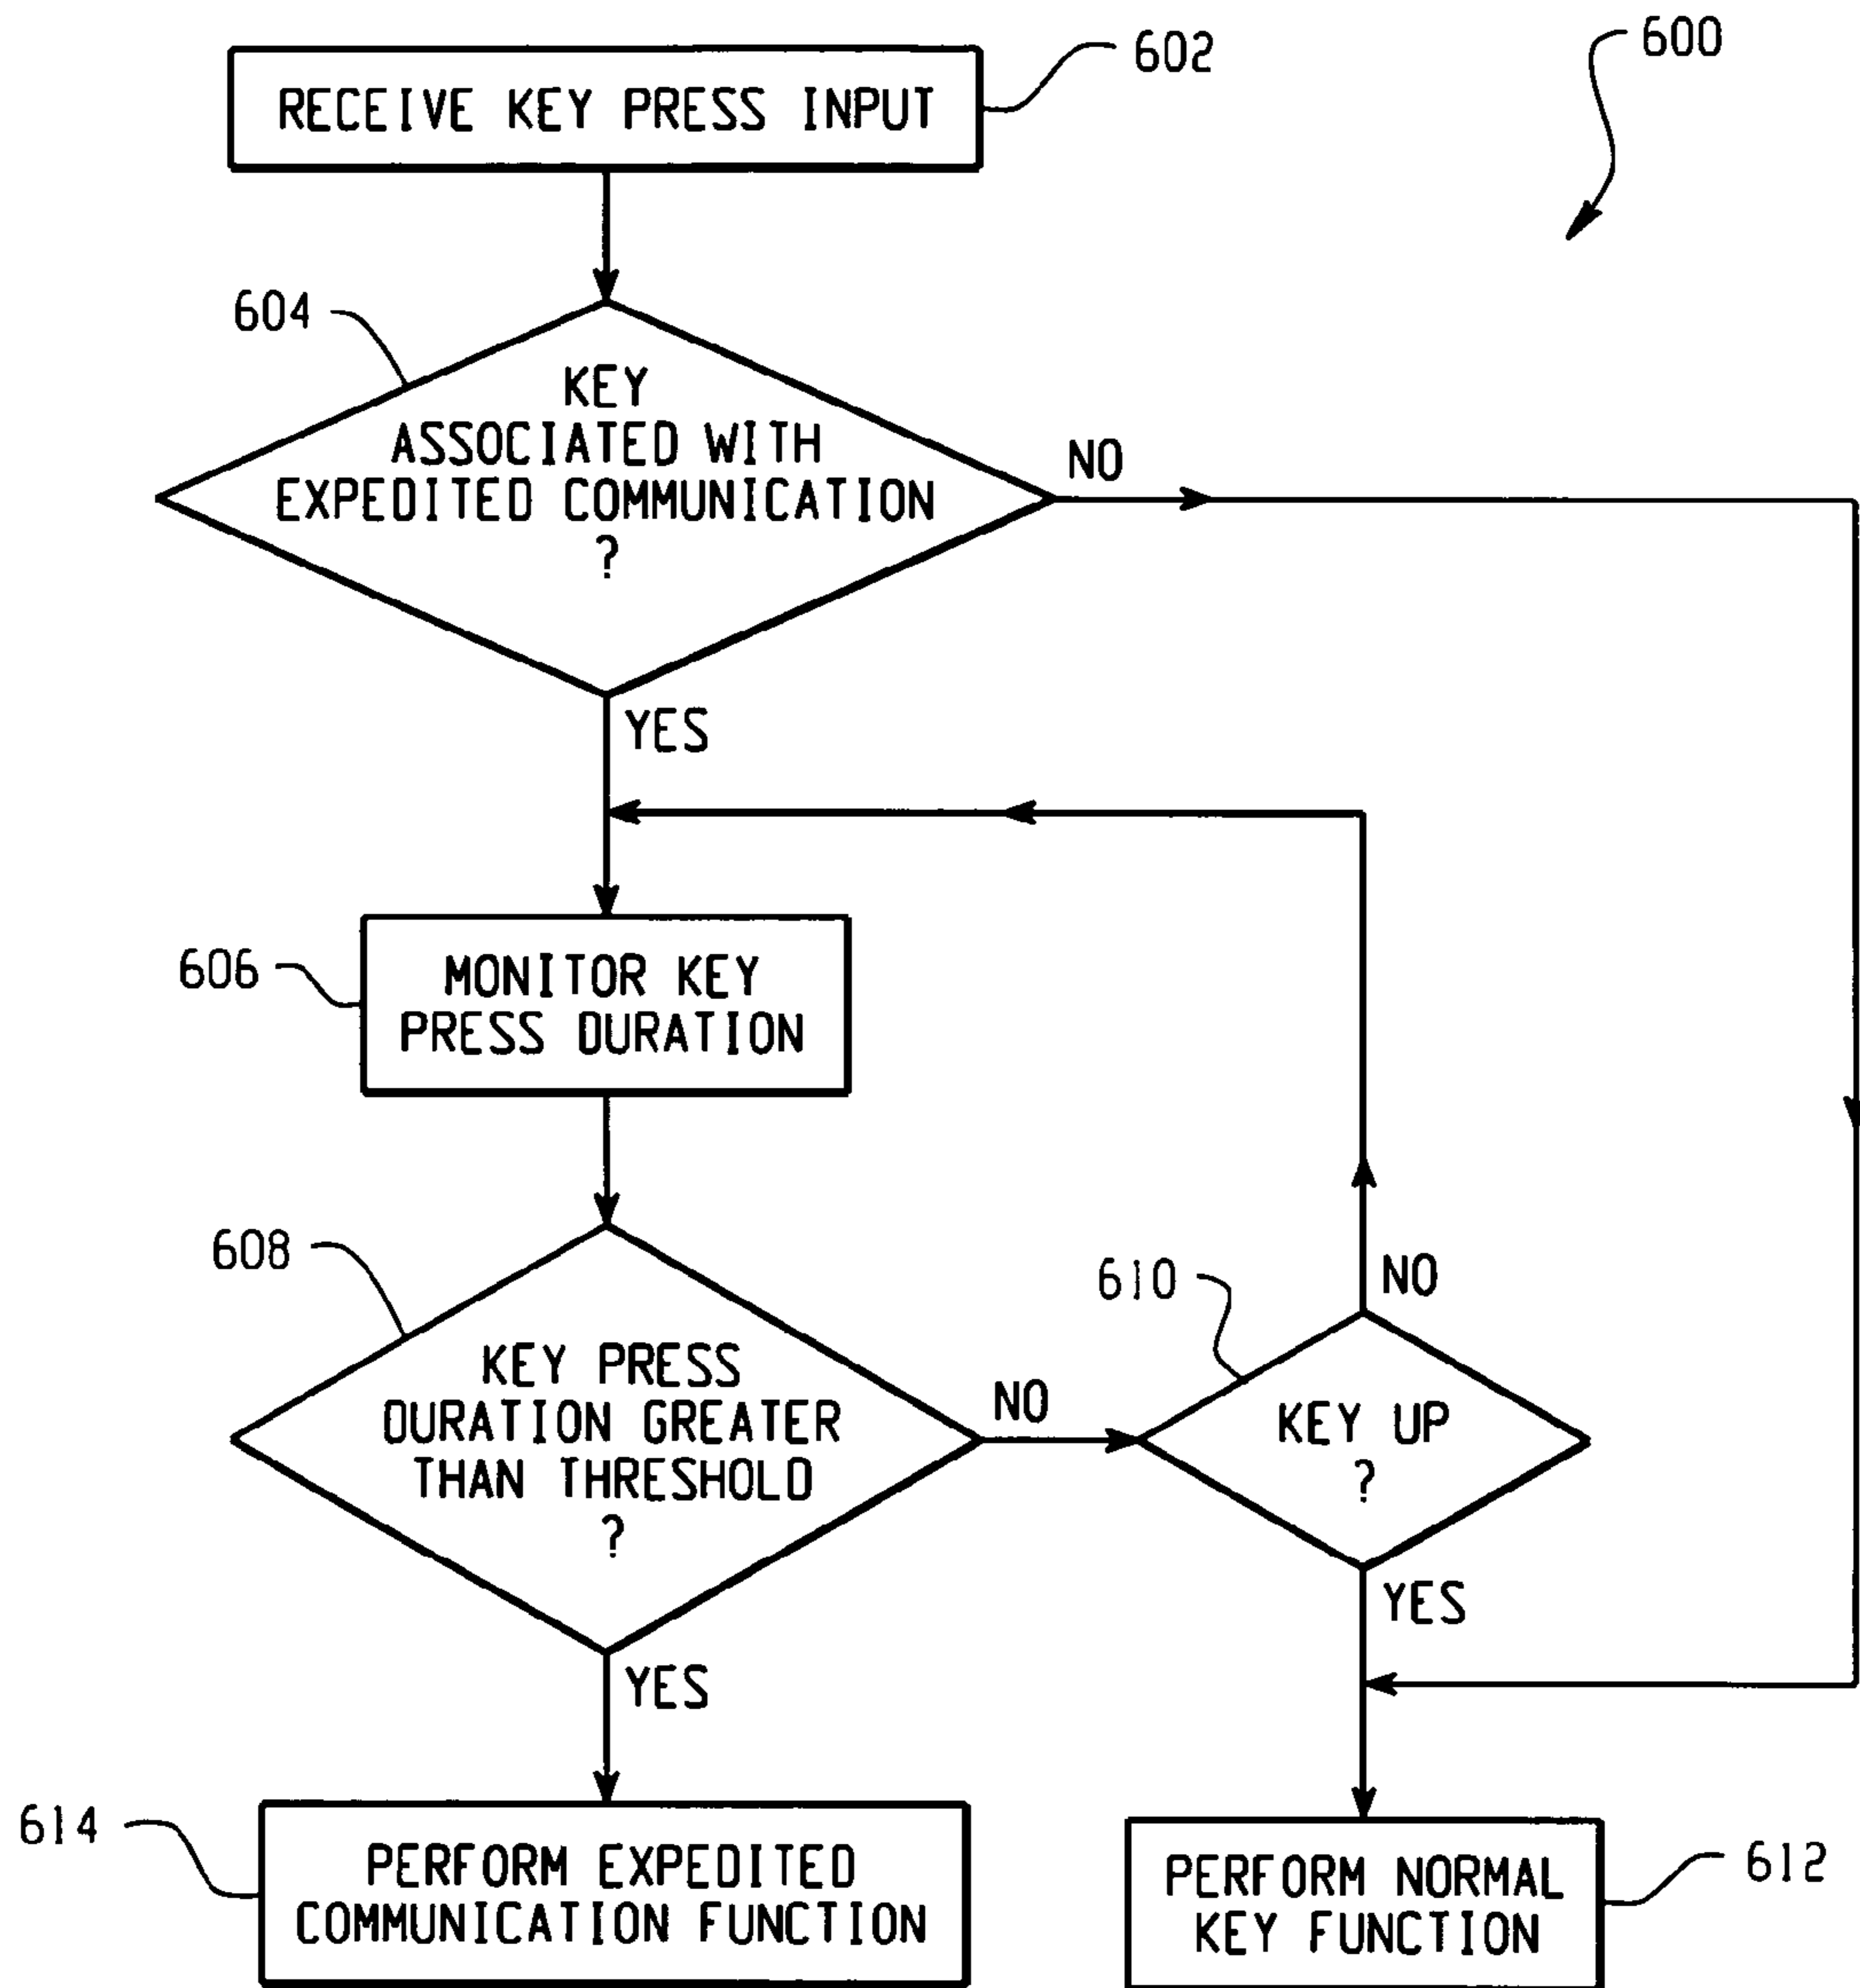 600
RECEIVE KEY PRESS INPUT
602
604
KEY
ASSOCIATED WITH
EXPEDITED COMMUNICATION
?
NO
YES
606
MONITOR KEY
PRESS DURATION
608
KEY PRESS
DURATION GREATER
THAN THRESHOLD
?
NO
610
KEY UP
?
NO
YES
YES
614
PERFORM EXPEDITED
COMMUNICATION FUNCTION
PERFORM NORMAL
KEY FUNCTION
612